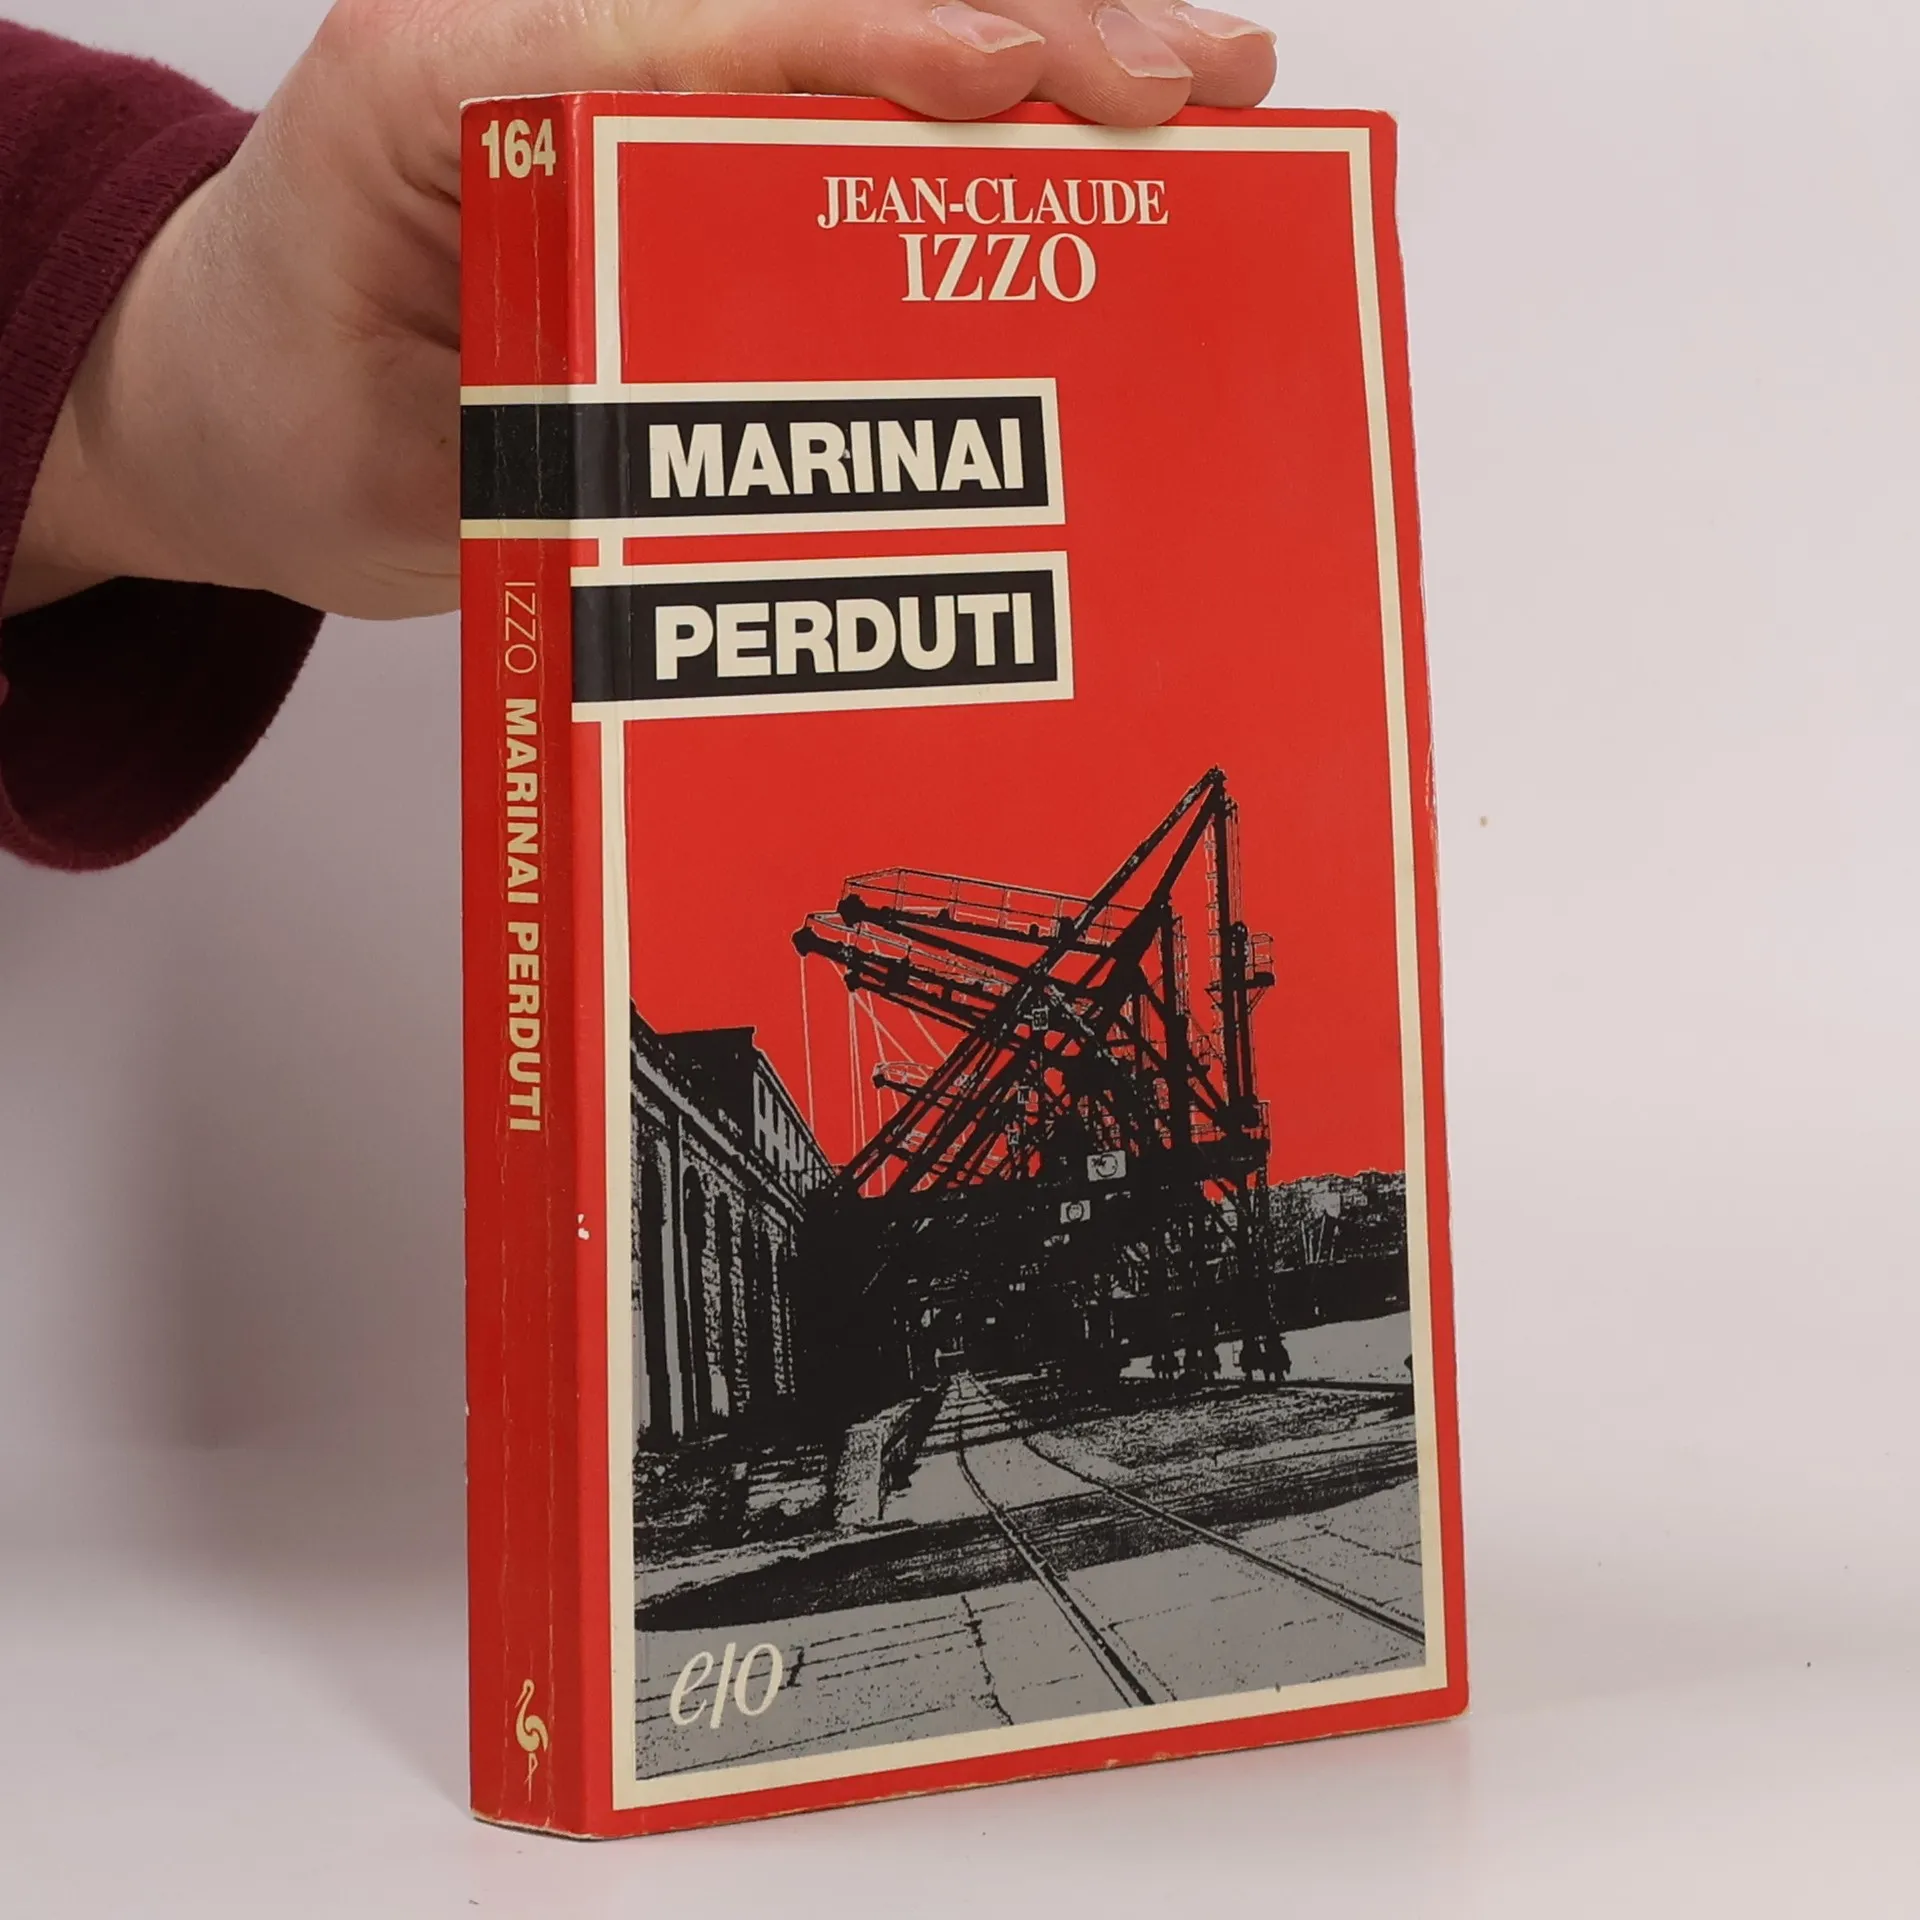 164
JEAN-CLAUDE
IZZO
MARINAI
PERDUTI
IZZO MARINAI PERDUTI
e/o